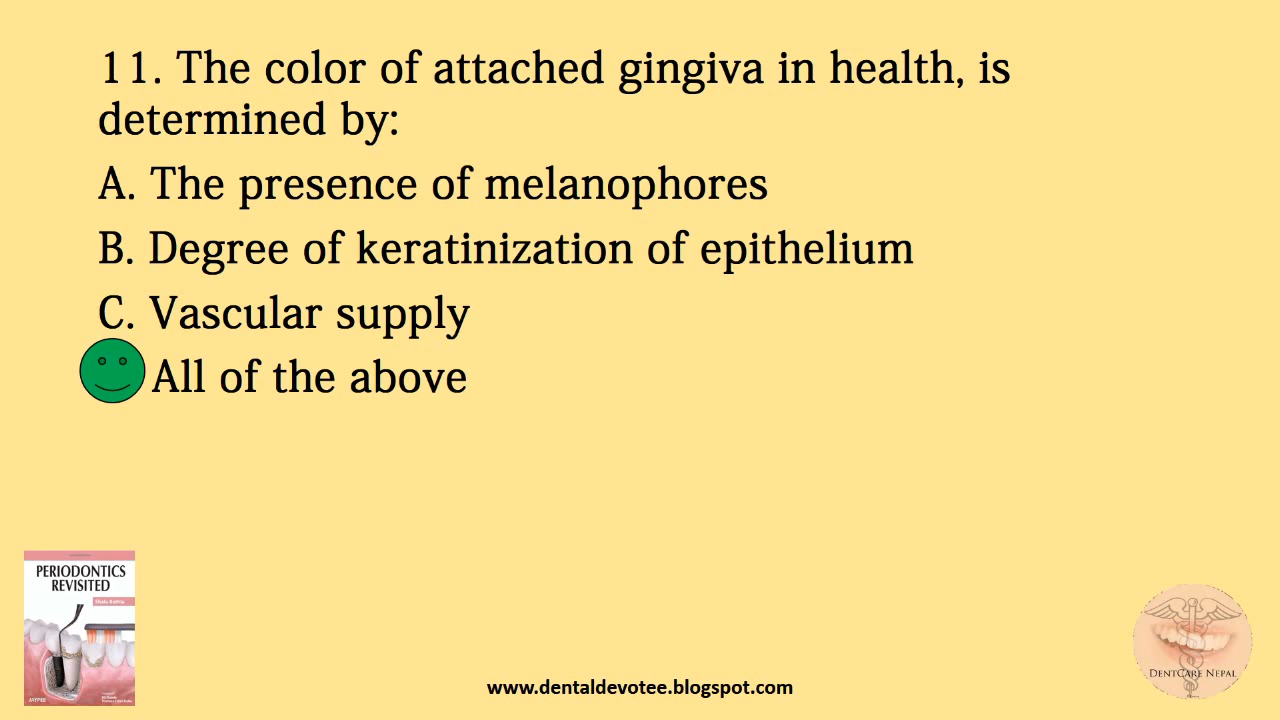 11. The color of attached gingiva in health, is
determined by:
A. The presence of melanophores
B. Degree of keratinization of epithelium
C. Vascular supply
All of the above
PERIODONTICS
REVISITED
JAYPEE
www.dentaldevotee.blogspot.com
DENTCARE NEPAL